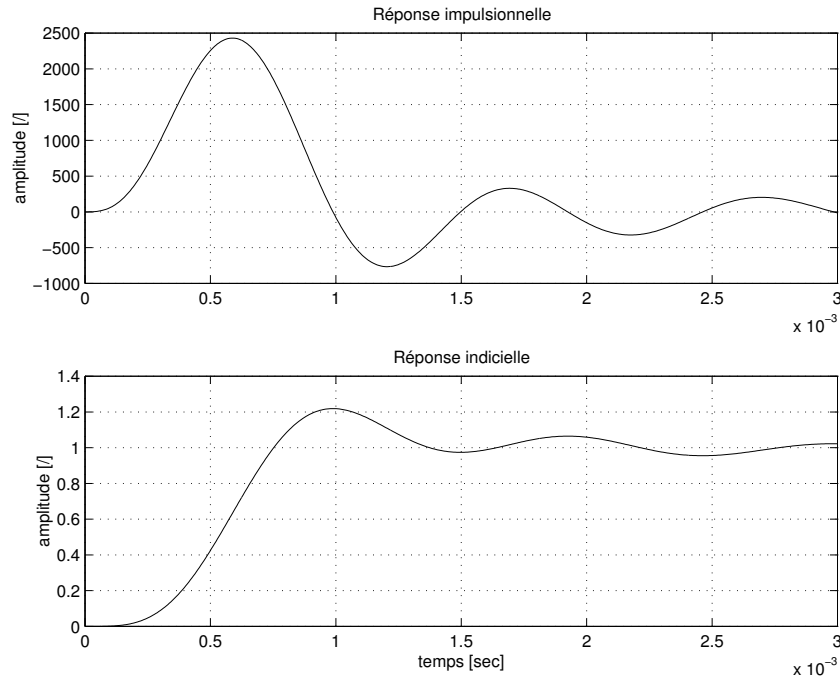 Réponse impulsionnelle
2500
2000
1500
1000
500
0
−500
−1000
amplitude [/]
0 0.5 1 1.5 2 2.5 3
x 10−3
Réponse indicielle
1.4
1.2
1
0.8
0.6
0.4
0.2
0
amplitude [/]
0 0.5 1 1.5 2 2.5 3
temps [sec]
x 10−3